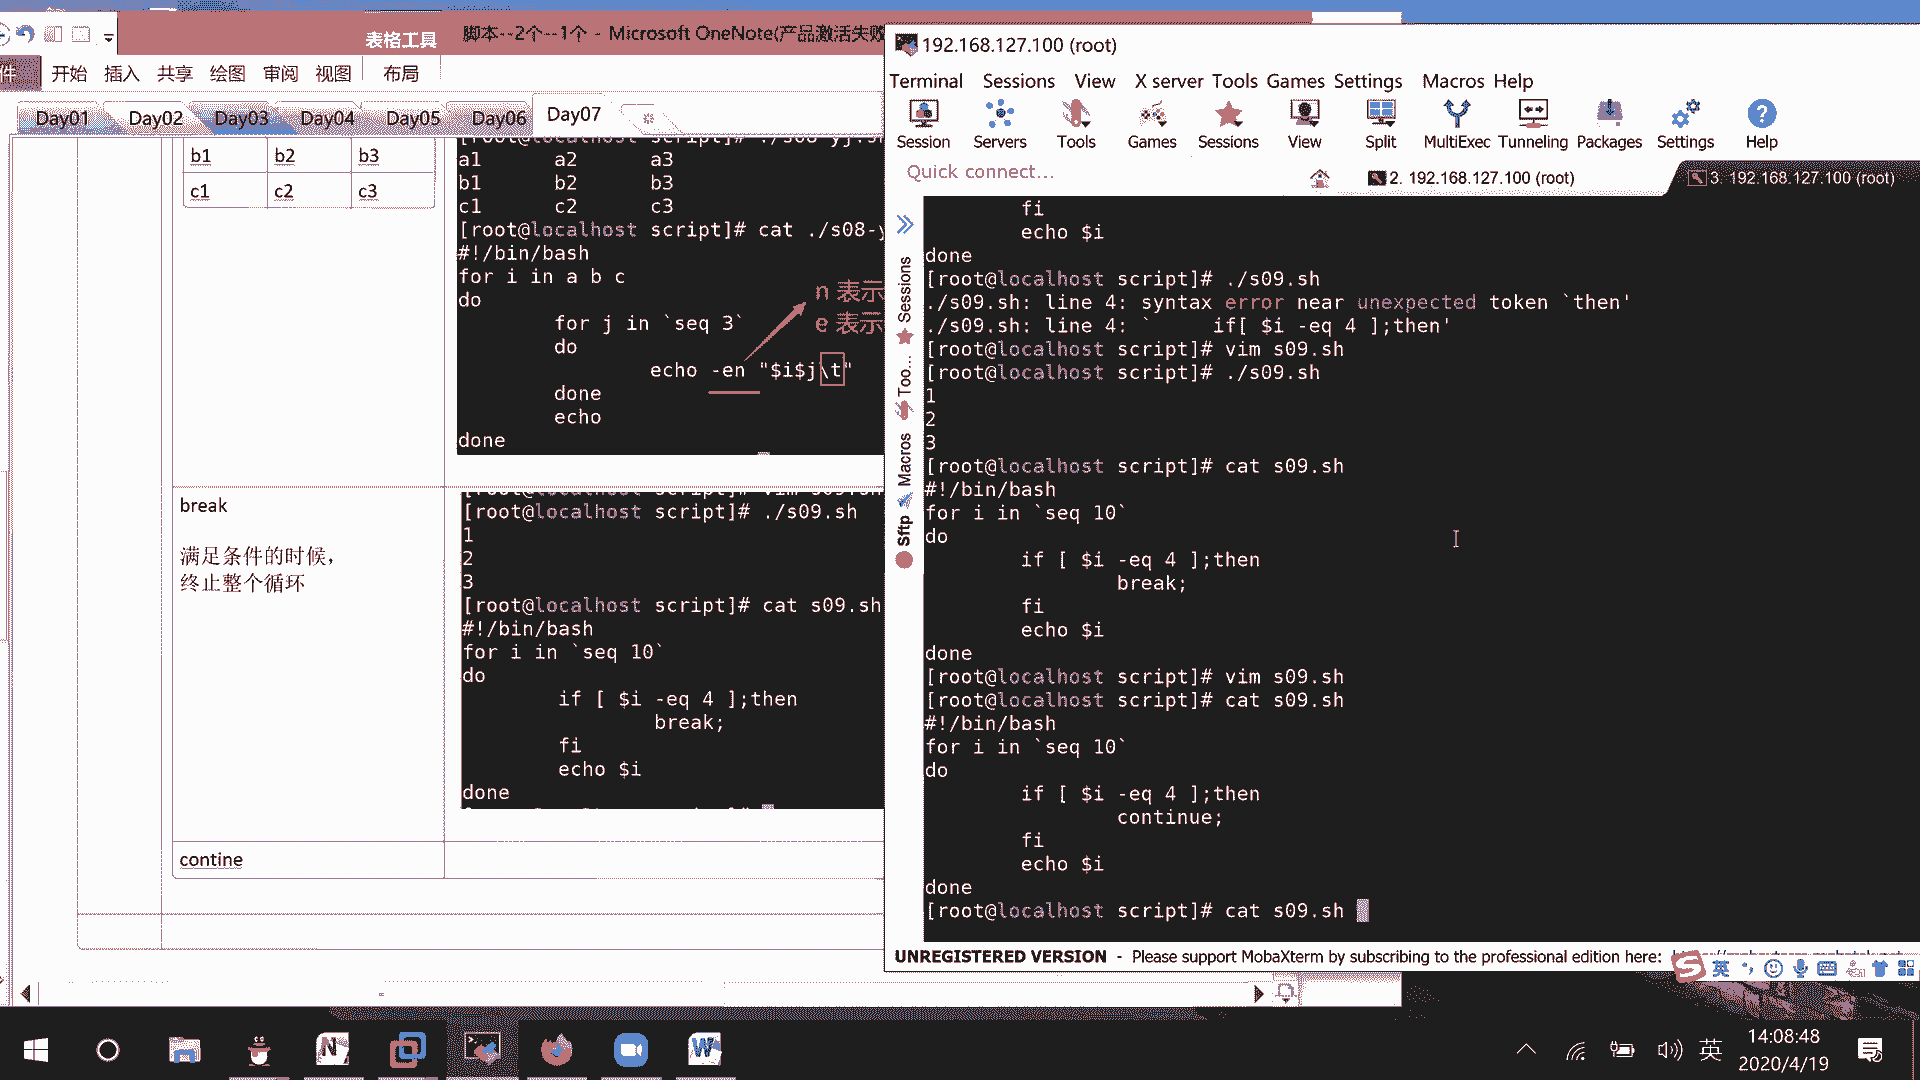 表格工具
脚本--2个--1个 - Microsoft OneNote(产品激活失败
件 开始 插入 共享 绘图 审阅 视图 布局
Day01 Day02 Day03 Day04 Day05 Day06 Day07
b1 b2 b3
c1 c2 c3
a1 a2 a3
b1 b2 b3
c1 c2 c3
[root@localhost script]# cat ./s08-y
#!/bin/bash
for i in a b c
do
for j in `seq 3`
do
echo -en "$i$j\t"
done
echo
done
n 表示
e 表示
break
满足条件的时候，
终止整个循环
[root@localhost script]# ./s09.sh
1
2
3
[root@localhost script]# cat s09.sh
#!/bin/bash
for i in `seq 10`
do
if [ $i -eq 4 ];then
break;
fi
echo $i
done
contine
192.168.127.100 (root)
Terminal Sessions View X server Tools Games Settings Macros Help
Session Servers Tools Games Sessions View Split MultiExec Tunneling Packages Settings Help
Quick connect...
2. 192.168.127.100 (root)
3. 192.168.127.100 (root)
Sessions
Too...
Macros
Sftp
fi
echo $i
done
[root@localhost script]# ./s09.sh
./s09.sh: line 4: syntax error near unexpected token `then'
./s09.sh: line 4: ` if[ $i -eq 4 ];then'
[root@localhost script]# vim s09.sh
[root@localhost script]# ./s09.sh
1
2
3
[root@localhost script]# cat s09.sh
#!/bin/bash
for i in `seq 10`
do
if [ $i -eq 4 ];then
break;
fi
echo $i
done
[root@localhost script]# vim s09.sh
[root@localhost script]# cat s09.sh
#!/bin/bash
for i in `seq 10`
do
if [ $i -eq 4 ];then
continue;
fi
echo $i
done
[root@localhost script]# cat s09.sh
UNREGISTERED VERSION - Please support MobaXterm by subscribing to the professional edition here:
英
英
14:08:48
2020/4/19